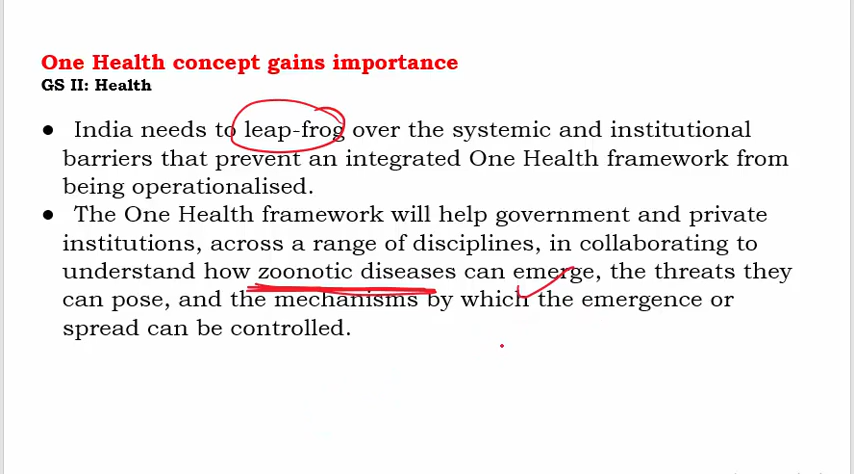 One Health concept gains importance
GS II: Health
● India needs to leap-frog over the systemic and institutional
barriers that prevent an integrated One Health framework from
being operationalised.
● The One Health framework will help government and private
institutions, across a range of disciplines, in collaborating to
understand how zoonotic diseases can emerge, the threats they
can pose, and the mechanisms by which the emergence or
spread can be controlled.